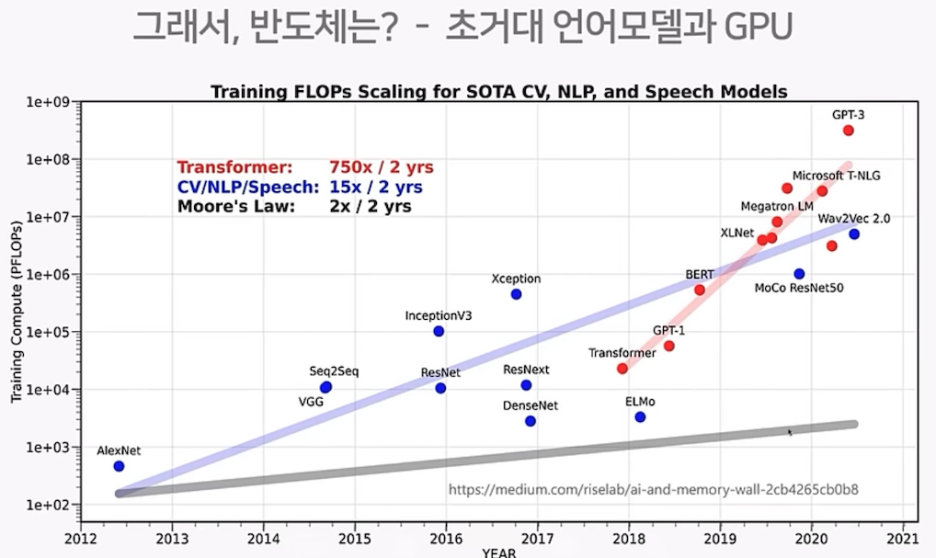 그래서, 반도체는? - 초거대 언어모델과 GPU
Training FLOPs Scaling for SOTA CV, NLP, and Speech Models
Training Compute (PFLOPs)
1e+09
1e+08
1e+07
1e+06
1e+05
1e+04
1e+03
1e+02
Transformer: 750x / 2 yrs
CV/NLP/Speech: 15x / 2 yrs
Moore's Law: 2x / 2 yrs
GPT-3
Microsoft T-NLG
Megatron LM
Wav2Vec 2.0
XLNet
BERT
MoCo ResNet50
Xception
InceptionV3
GPT-1
Transformer
Seq2Seq
ResNet
ResNext
VGG
DenseNet
ELMo
AlexNet
https://medium.com/riselab/ai-and-memory-wall-2cb4265cb0b8
2012 2013 2014 2015 2016 2017 2018 2019 2020 2021
YEAR